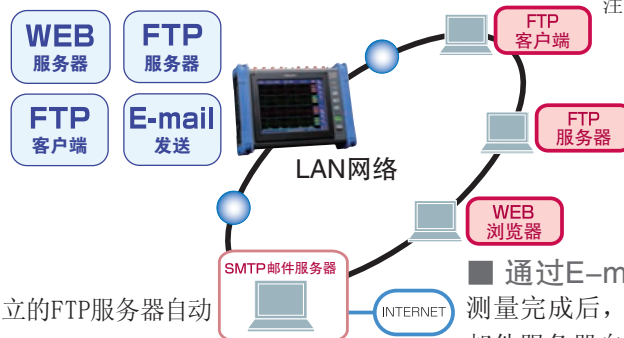 注
WEB
服务器
FTP
服务器
FTP
客户端
E-mail
发送
FTP
客户端
FTP
服务器
LAN网络
WEB
浏览器
SMTP邮件服务器
INTERNET
■ 通过E-m
立的FTP服务器自动
测量完成后，